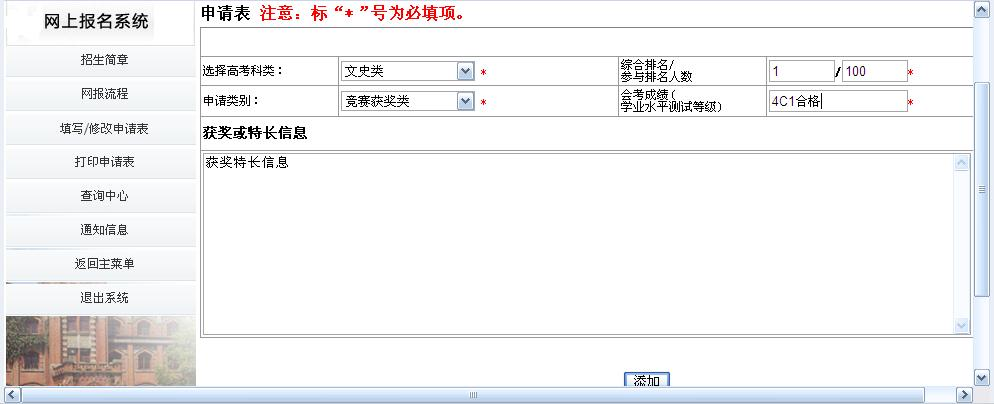 网上报名系统
招生简章
网报流程
填写/修改申请表
打印申请表
查询中心
通知信息
返回主菜单
退出系统
申请表 注意：标“*”号为必填项。
选择高考科类： 文史类 *
综合排名/
参与排名人数
1 / 100 *
申请类别： 竞赛获奖类 *
会考成绩(
学业水平测试等级)
4C1合格 *
获奖或特长信息
获奖特长信息
添加